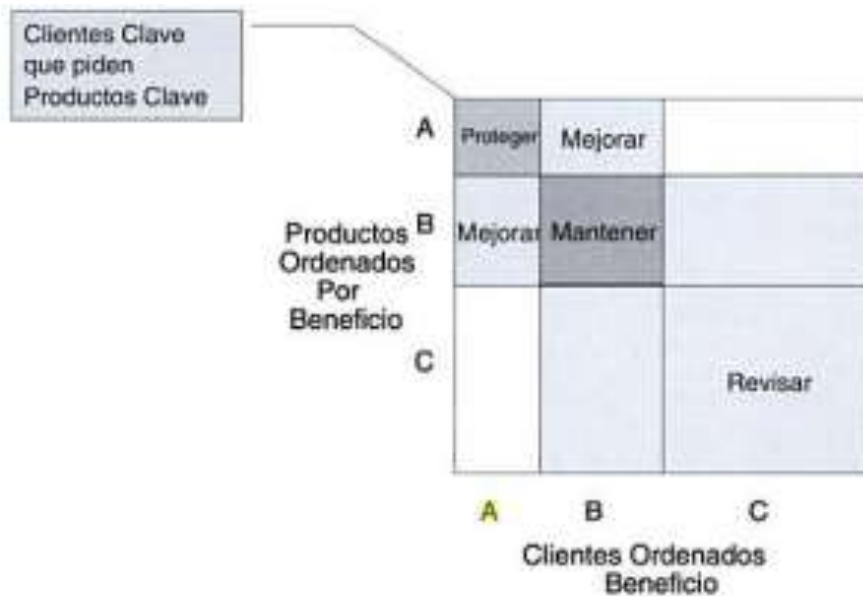 Clientes Clave
que piden
Productos Clave
A
Proteger
Mejorar
B
Mejorar
Mantener
Productos
Ordenados
Por
Beneficio
C
Revisar
A
B
C
Clientes Ordenados
Beneficio